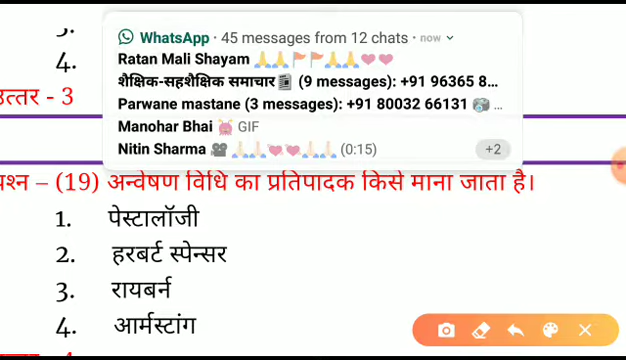 4.
उत्तर - 3
WhatsApp · 45 messages from 12 chats · now
Ratan Mali Shayam 🙏🙏🚩🚩🙏🙏💗💗
शैक्षिक-सहशैक्षिक समाचार📓 (9 messages): +91 96365 8...
Parwane mastane (3 messages): +91 80032 66131 📷 ...
Manohar Bhai 💓 GIF
Nitin Sharma 🎥 🙏🙏💓💓🙏🙏 (0:15)
+2
प्रश्न – (19) अन्वेषण विधि का प्रतिपादक किसे माना जाता है।
1. पेस्टालॉजी
2. हरबर्ट स्पेन्सर
3. रायबर्न
4. आर्मस्टांग